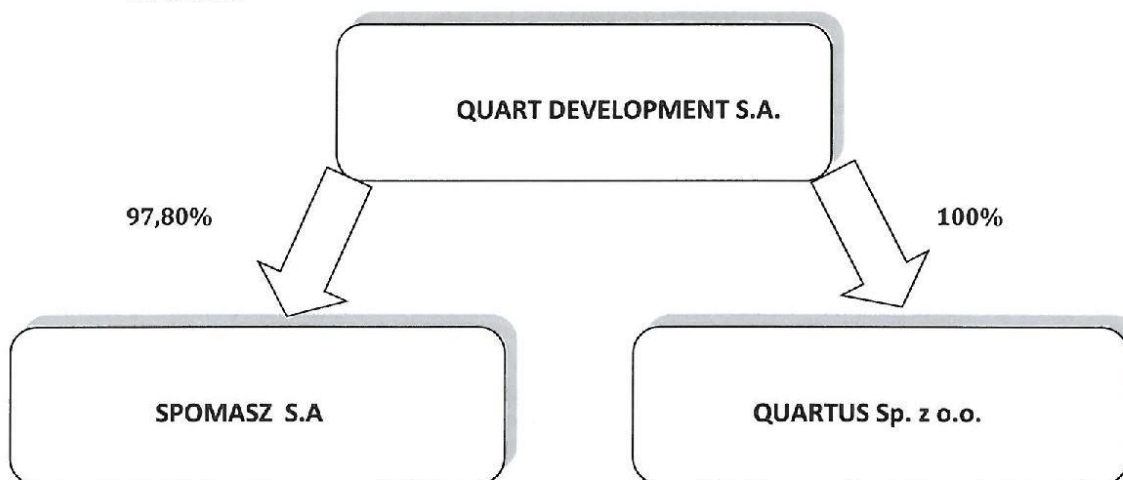 QUART DEVELOPMENT S.A.
97,80%
100%
SPOMASZ S.A
QUARTUS Sp. z o.o.